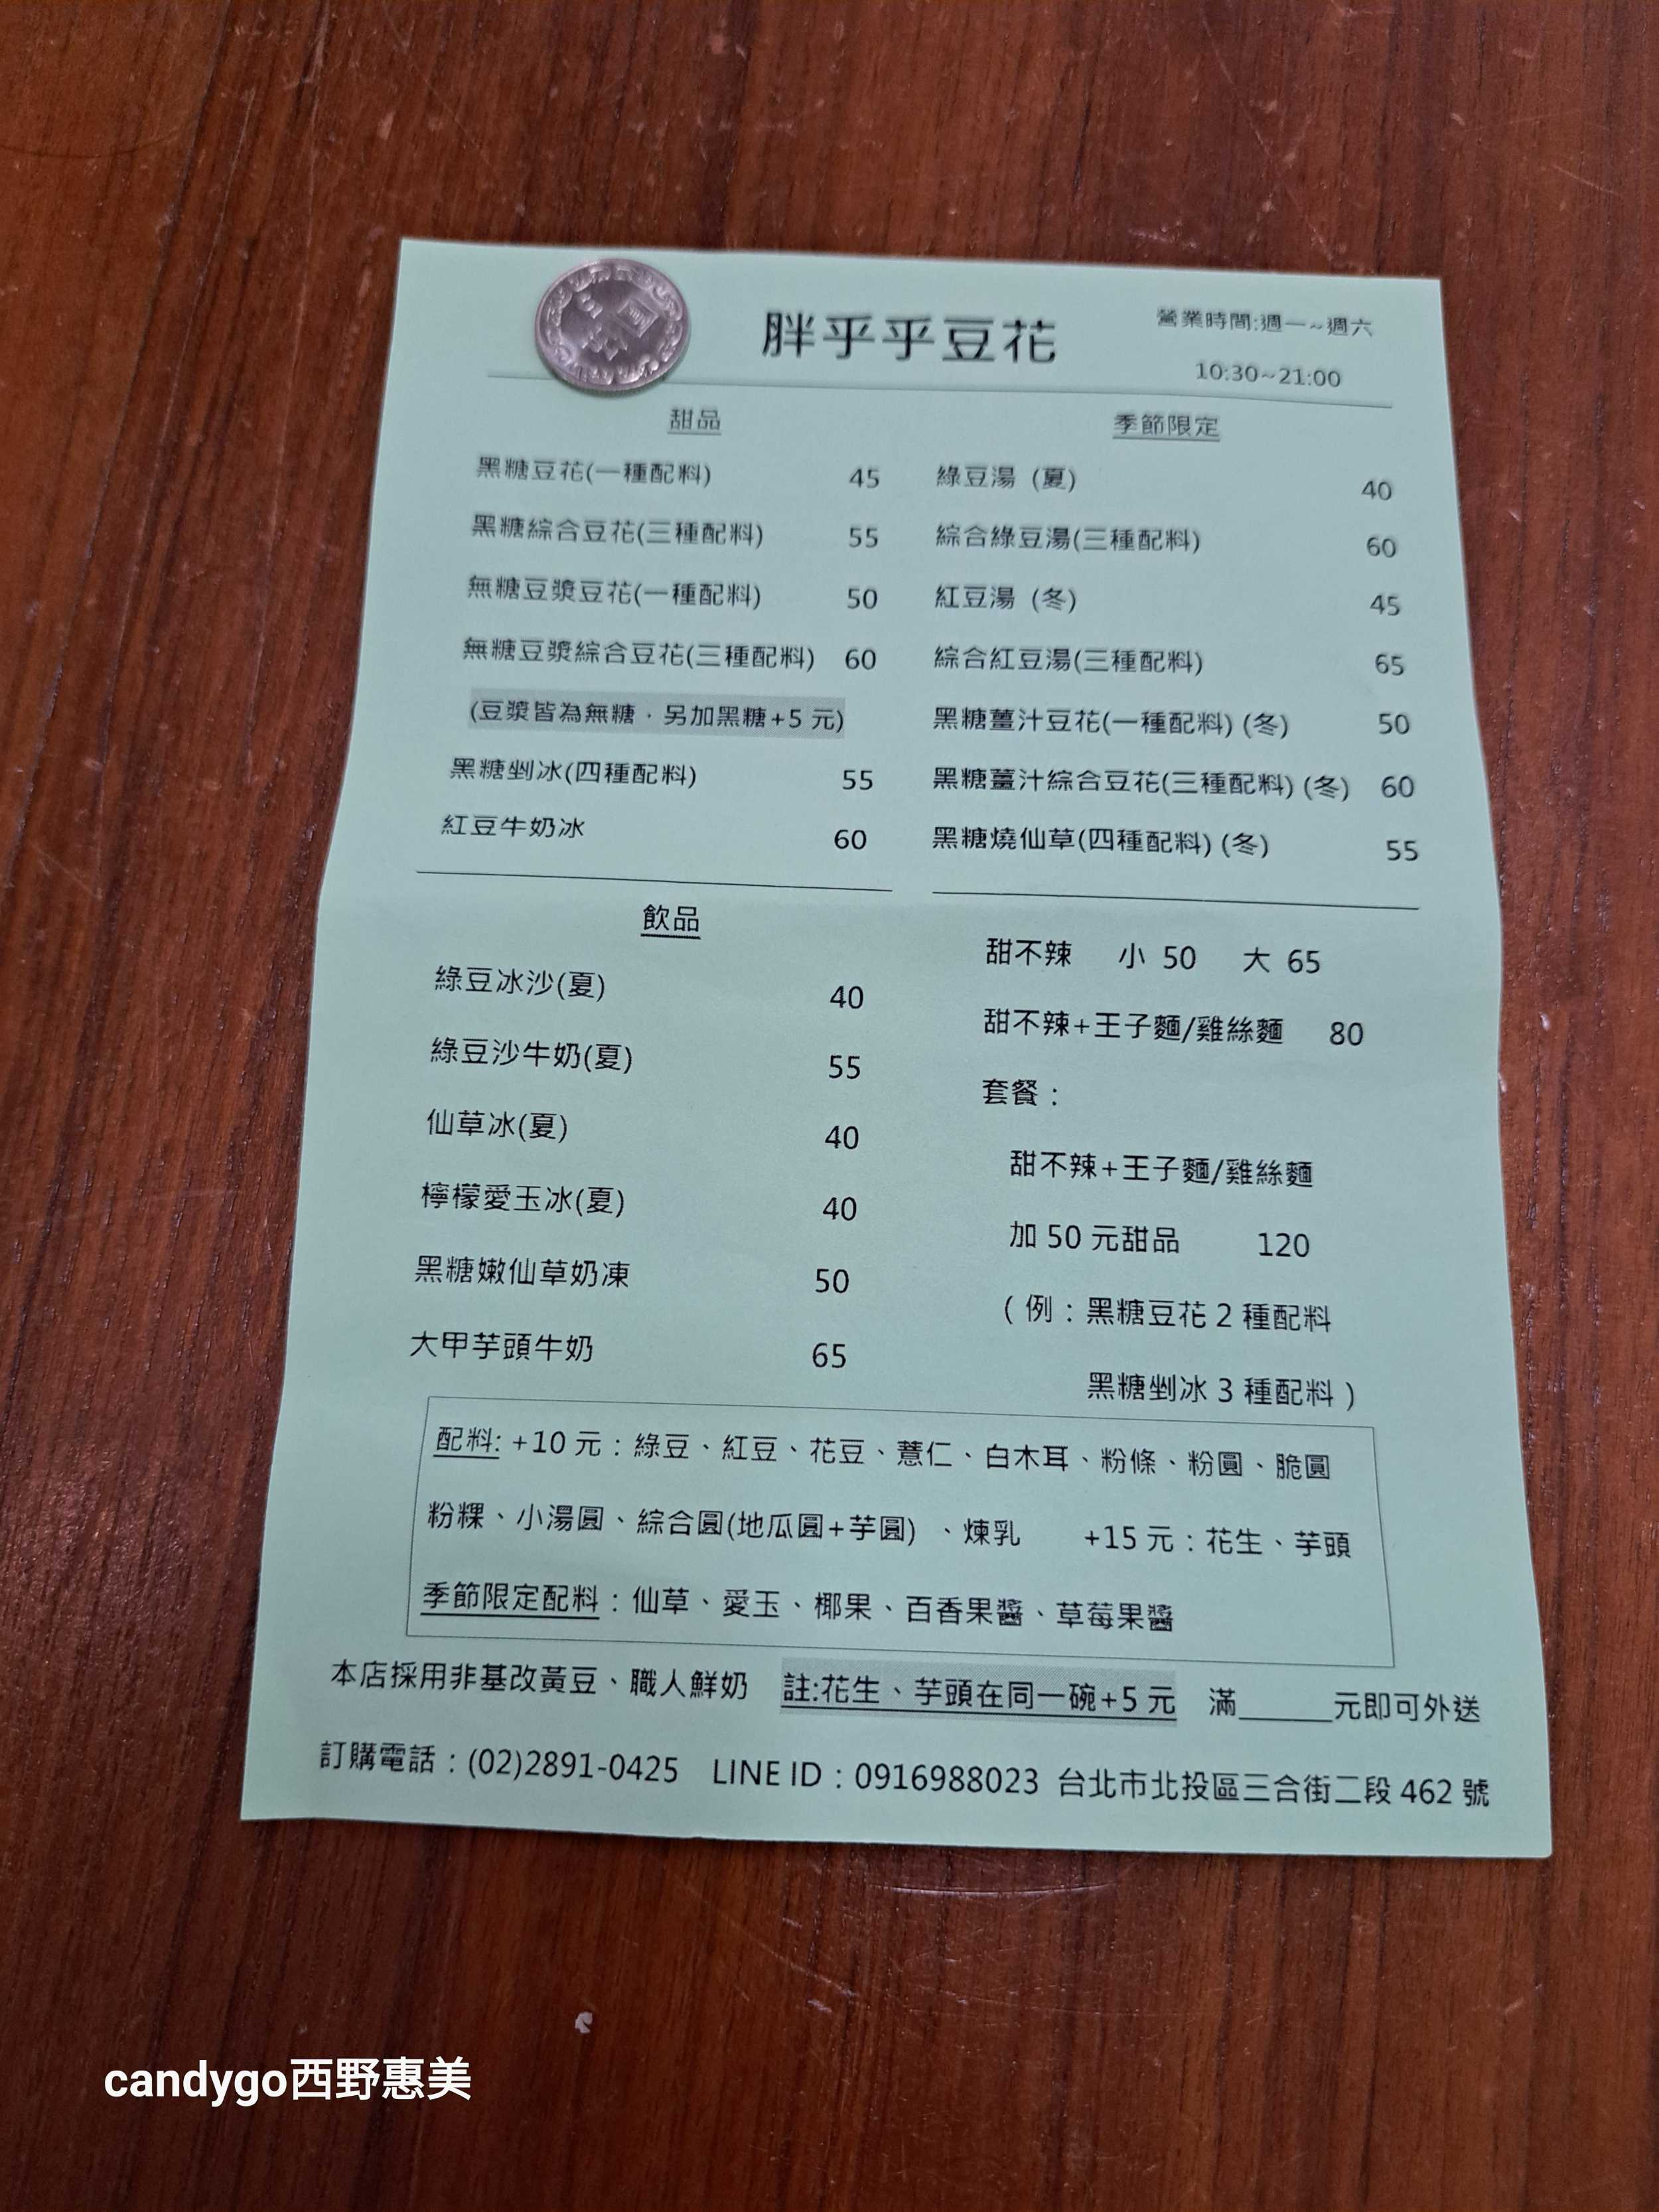 胖乎乎豆花
營業時間:週一~週六
10:30~21:00
甜品
黑糖豆花(一種配料) 45
黑糖綜合豆花(三種配料) 55
無糖豆漿豆花(一種配料) 50
無糖豆漿綜合豆花(三種配料) 60
(豆漿皆為無糖，另加黑糖+5 元)
黑糖剉冰(四種配料) 55
紅豆牛奶冰 60
季節限定
綠豆湯 (夏) 40
綜合綠豆湯(三種配料) 60
紅豆湯 (冬) 45
綜合紅豆湯(三種配料) 65
黑糖薑汁豆花(一種配料) (冬) 50
黑糖薑汁綜合豆花(三種配料) (冬) 60
黑糖燒仙草(四種配料) (冬) 55
飲品
綠豆冰沙(夏) 40
綠豆沙牛奶(夏) 55
仙草冰(夏) 40
檸檬愛玉冰(夏) 40
黑糖嫩仙草奶凍 50
大甲芋頭牛奶 65
甜不辣 小 50 大 65
甜不辣+王子麵/雞絲麵 80
套餐：
甜不辣+王子麵/雞絲麵
加 50 元甜品 120
( 例：黑糖豆花 2 種配料
黑糖剉冰 3 種配料 )
配料: +10 元：綠豆、紅豆、花豆、薏仁、白木耳、粉條、粉圓、脆圓
粉粿、小湯圓、綜合圓(地瓜圓+芋圓) 、煉乳 +15 元：花生、芋頭
季節限定配料：仙草、愛玉、椰果、百香果醬、草莓果醬
本店採用非基改黃豆、職人鮮奶 註:花生、芋頭在同一碗+5 元 滿______元即可外送
訂購電話：(02)2891-0425 LINE ID：0916988023 台北市北投區三合街二段 462 號
candygo西野惠美